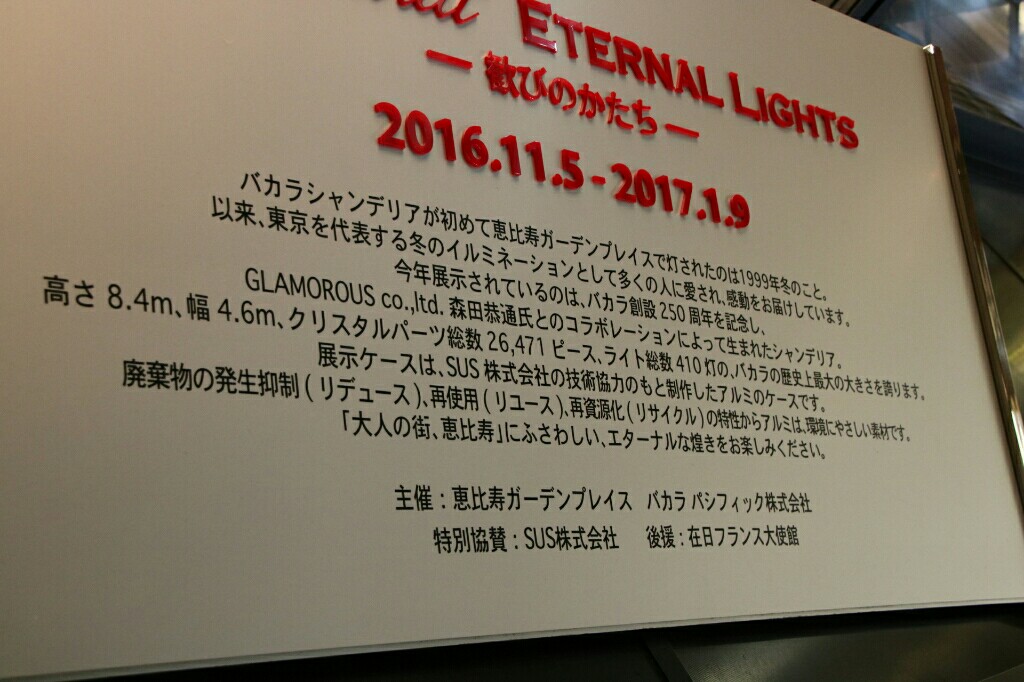 ETERNAL LIGHTS
— 歓びのかたち —
2016.11.5 - 2017.1.9
バカラシャンデリアが初めて恵比寿ガーデンプレイスで灯されたのは1999年冬のこと。
以来、東京を代表する冬のイルミネーションとして多くの人に愛され、感動をお届けしています。
今年展示されているのは、バカラ創設 250 周年を記念し、
GLAMOROUS co.,ltd. 森田恭通氏とのコラボレーションによって生まれたシャンデリア。
高さ 8.4m、幅 4.6m、クリスタルパーツ総数 26,471 ピース、ライト総数 410 灯の、バカラの歴史上最大の大きさを誇ります。
展示ケースは、SUS 株式会社の技術協力のもと制作したアルミのケースです。
廃棄物の発生抑制 ( リデュース )、再使用 ( リユース )、再資源化 ( リサイクル ) の特性からアルミは、環境にやさしい素材です。
「大人の街、恵比寿」にふさわしい、エターナルな煌きをお楽しみください。
主催 : 恵比寿ガーデンプレイス バカラ パシフィック株式会社
特別協賛 : SUS株式会社 後援 : 在日フランス大使館